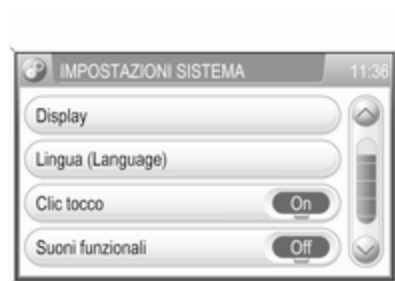 IMPOSTAZIONI SISTEMA 11:36
Display
Lingua (Language)
Clic tocco On
Suoni funzionali Off